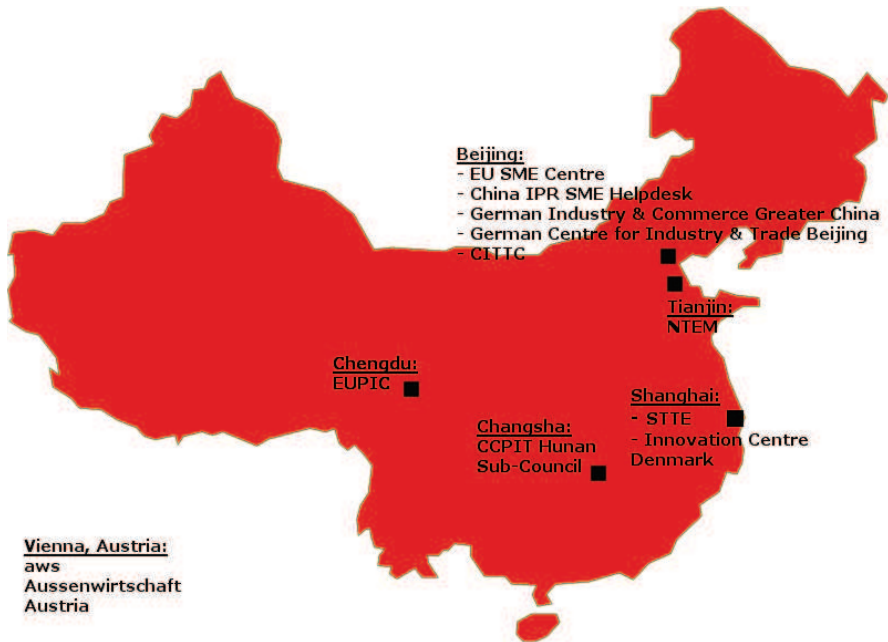 Beijing:
- EU SME Centre
- China IPR SME Helpdesk
- German Industry & Commerce Greater China
- German Centre for Industry & Trade Beijing
- CITTC
Tianjin:
NTEM
Chengdu:
EUPIC
Shanghai:
- STTE
- Innovation Centre
Denmark
Changsha:
CCPIT Hunan
Sub-Council
Vienna, Austria:
aws
Aussenwirtschaft
Austria